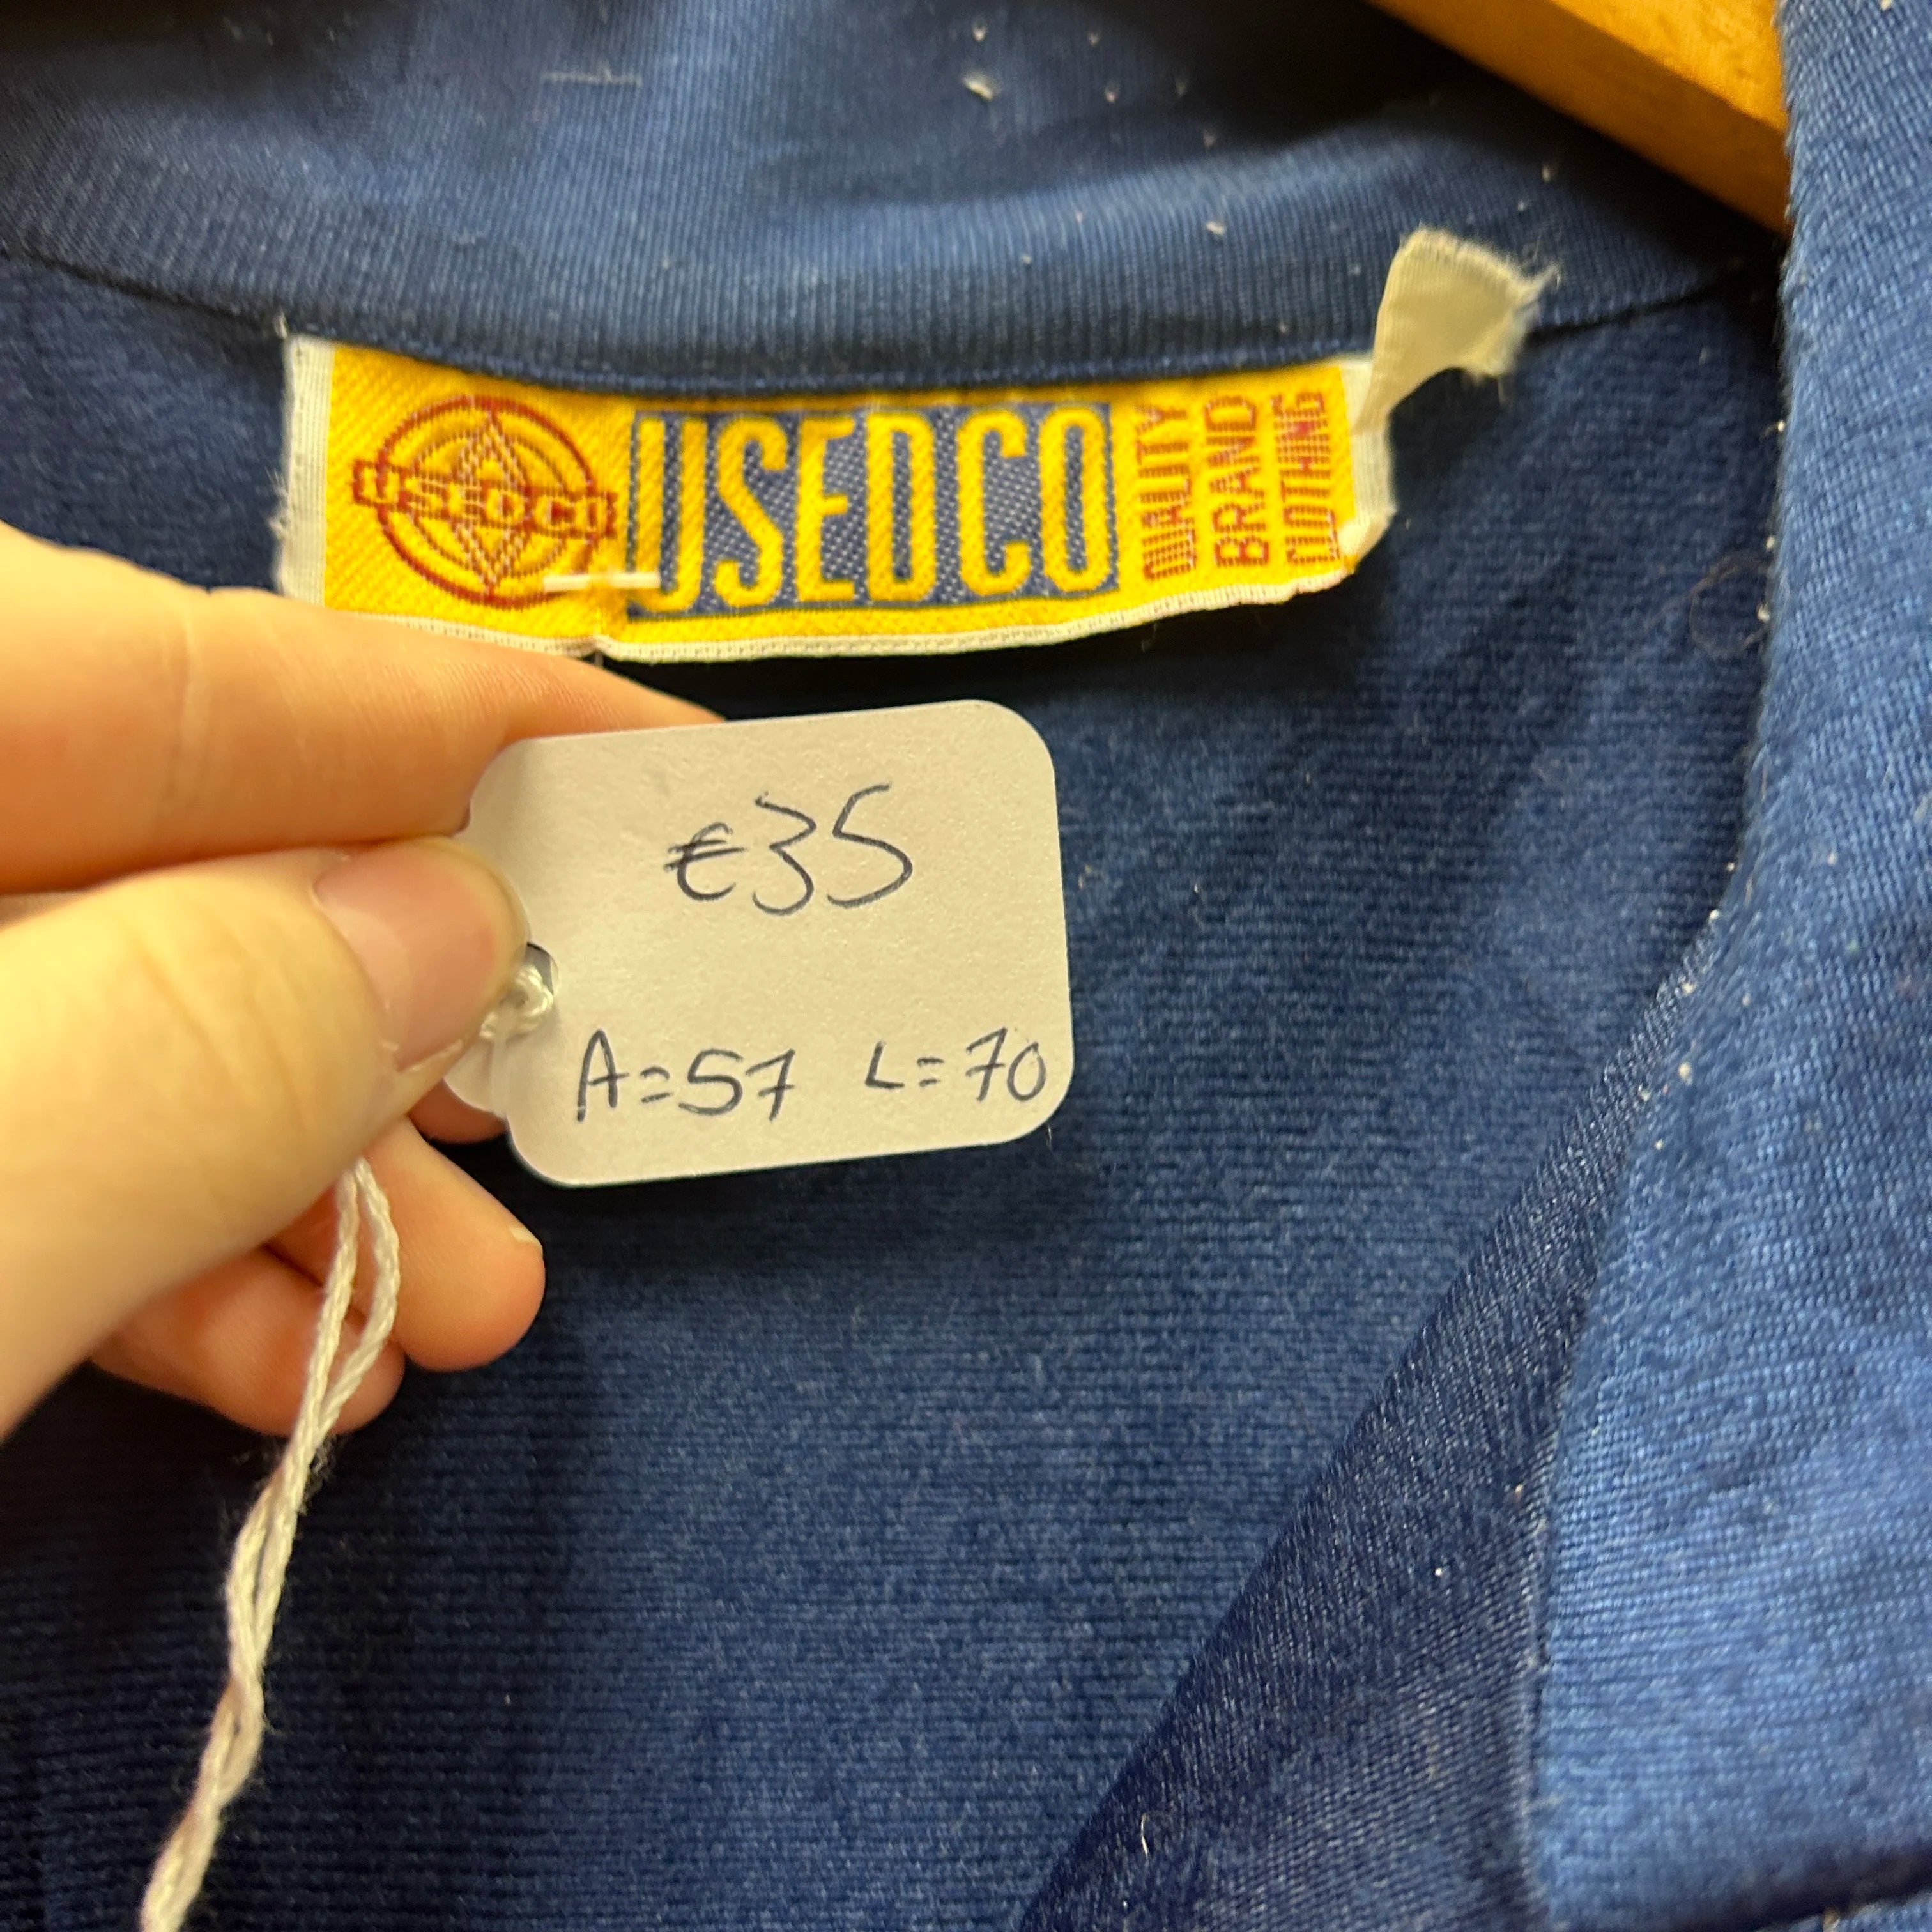 USEDCO
USEDCO
QUALITY
BRAND
CLOTHING
€35
A=57 L=70